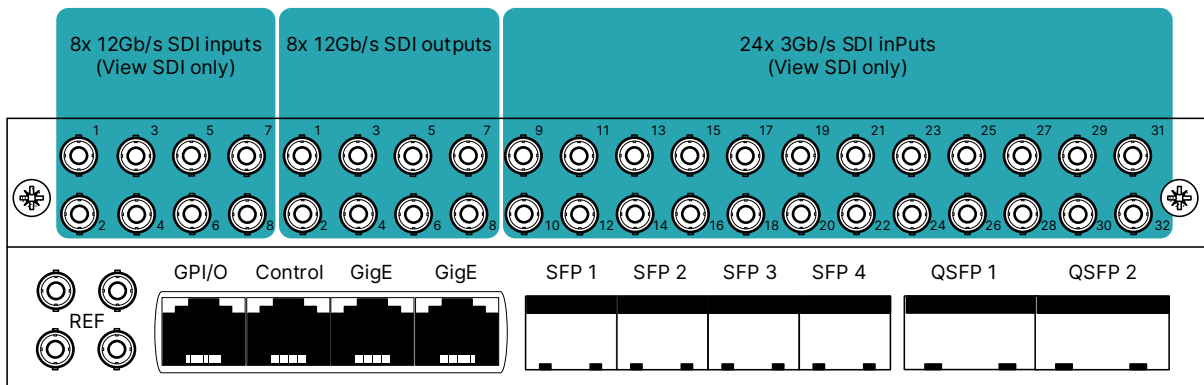 8x 12Gb/s SDI inputs
(View SDI only)
8x 12Gb/s SDI outputs
24x 3Gb/s SDI inPuts
(View SDI only)
1 3 5 7 1 3 5 7 9 11 13 15 17 19 21 23 25 27 29 31
2 4 6 8 2 4 6 8 10 12 14 16 18 20 22 24 26 28 30 32
GPI/O Control GigE GigE SFP 1 SFP 2 SFP 3 SFP 4 QSFP 1 QSFP 2
REF